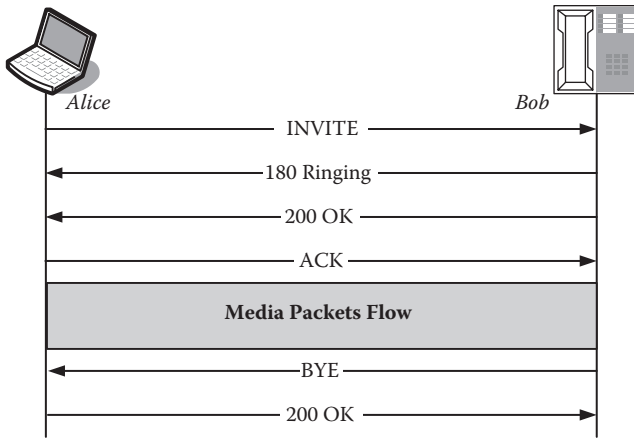 Alice
Bob
INVITE
180 Ringing
200 OK
ACK
Media Packets Flow
BYE
200 OK